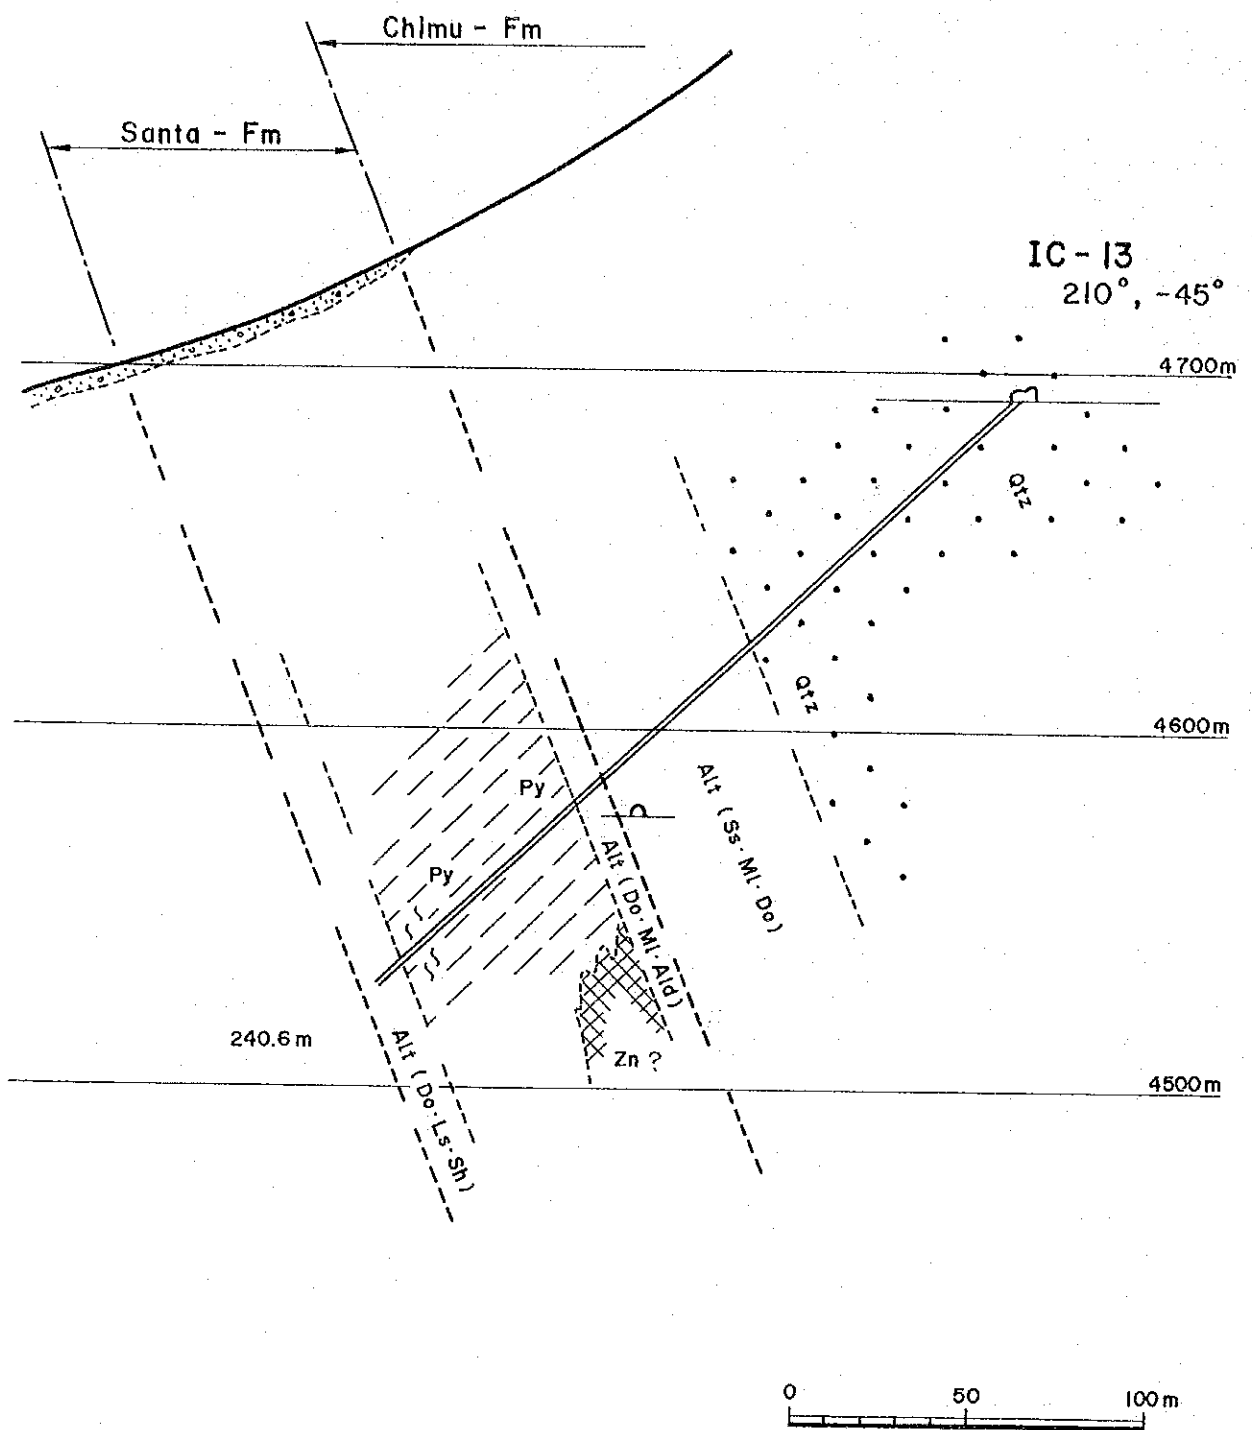 Chimu - Fm
Santa - Fm
IC-13
210°, -45°
4700m
Qtz
Qtz
4600m
Alt (Ss·Ml·Do)
Py
Py
Alt (Do·Ml·Ald)
240.6m
Alt (Do·Ls·Sh)
Zn ?
4500m
0 50 100m